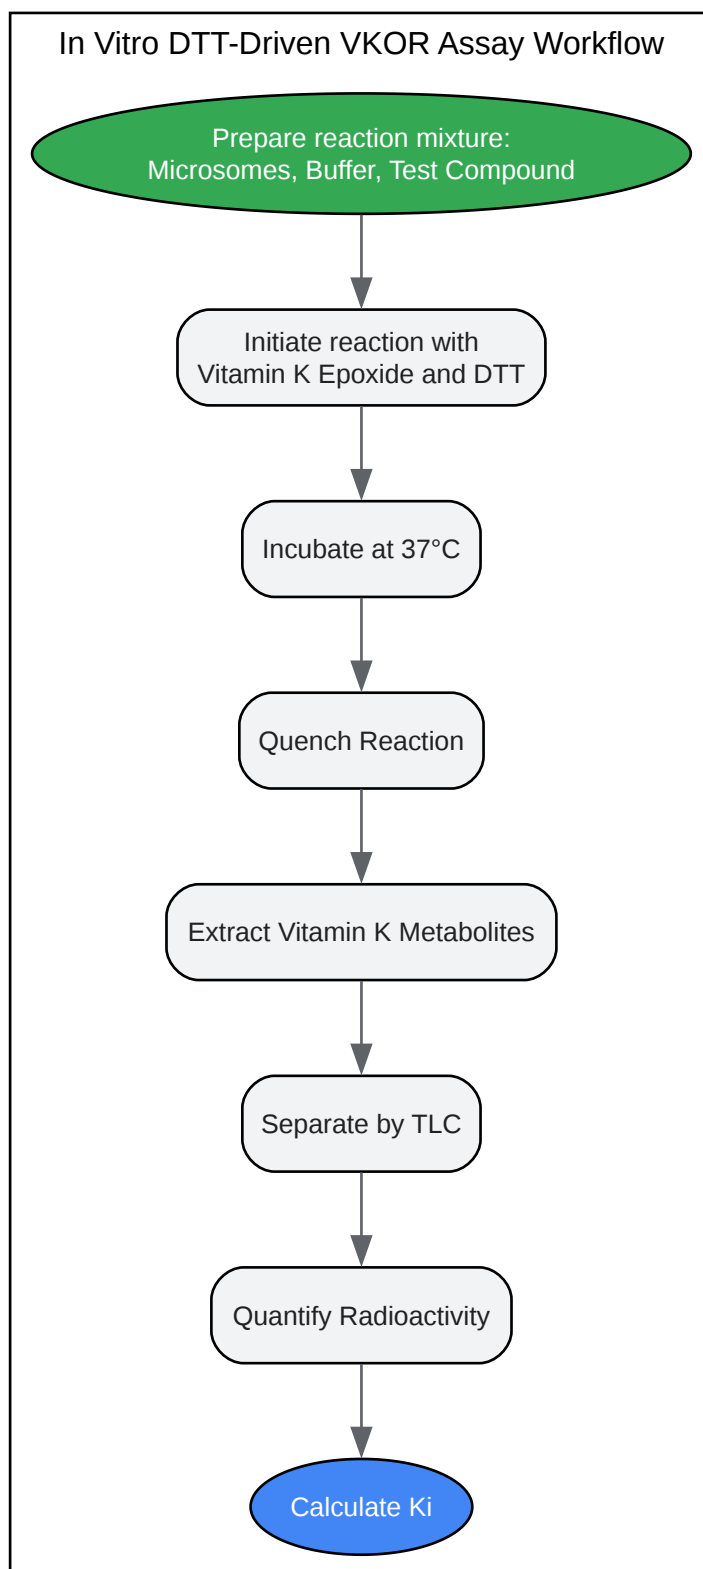 In Vitro DTT-Driven VKOR Assay Workflow
Prepare reaction mixture:
Microsomes, Buffer, Test Compound
Initiate reaction with
Vitamin K Epoxide and DTT
Incubate at 37°C
Quench Reaction
Extract Vitamin K Metabolites
Separate by TLC
Quantify Radioactivity
Calculate Ki